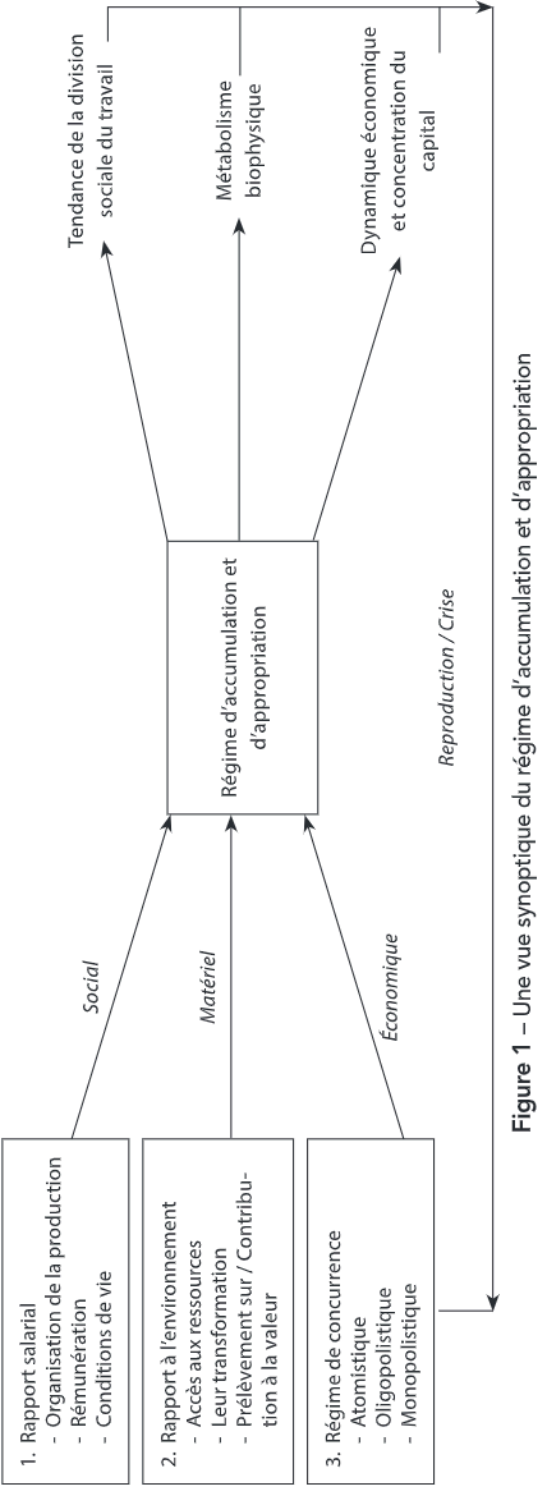 1. Rapport salarial
- Organisation de la production
- Rémunération
- Conditions de vie
2. Rapport à l'environnement
- Accès aux ressources
- Leur transformation
- Prélèvement sur / Contribu-
tion à la valeur
3. Régime de concurrence
- Atomistique
- Oligopolistique
- Monopolistique
Social
Matériel
Économique
Régime d'accumulation et
d'appropriation
Tendance de la division
sociale du travail
Métabolisme
biophysique
Dynamique économique
et concentration du
capital
Reproduction / Crise
Figure 1 – Une vue synoptique du régime d'accumulation et d'appropriation